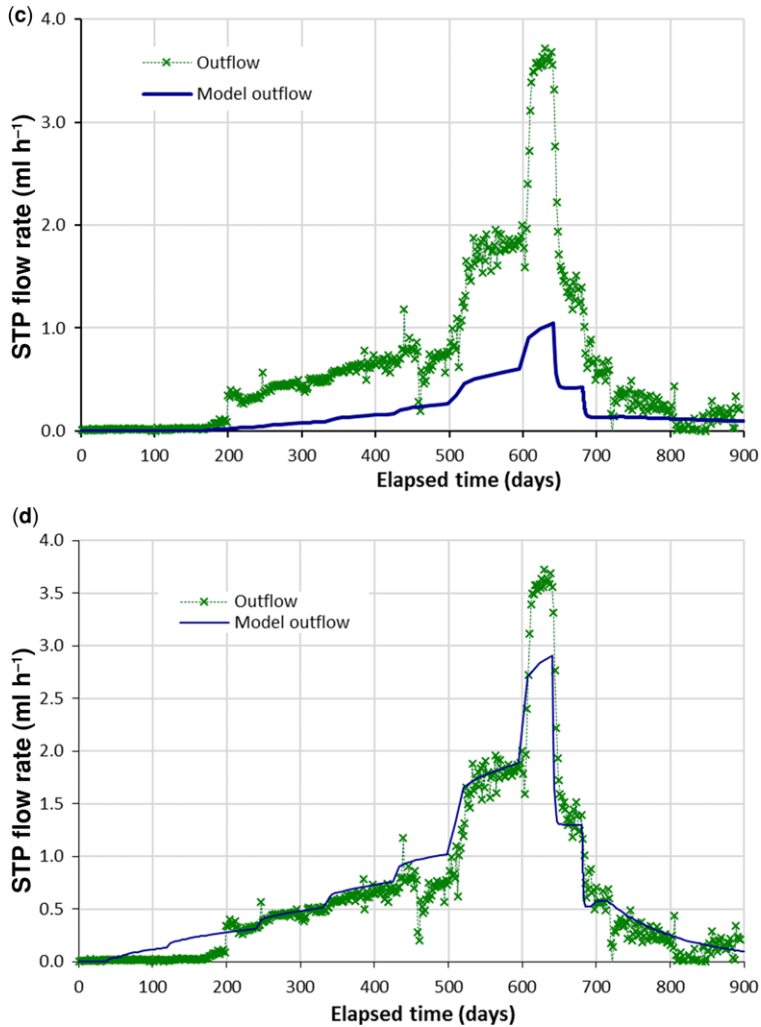 (c)
4.0
3.0
2.0
1.0
0.0
STP flow rate (ml h⁻¹)
Outflow
Model outflow
0 100 200 300 400 500 600 700 800 900
Elapsed time (days)
(d)
4.0
3.5
3.0
2.5
2.0
1.5
1.0
0.5
0.0
STP flow rate (ml h⁻¹)
Outflow
Model outflow
0 100 200 300 400 500 600 700 800 900
Elapsed time (days)